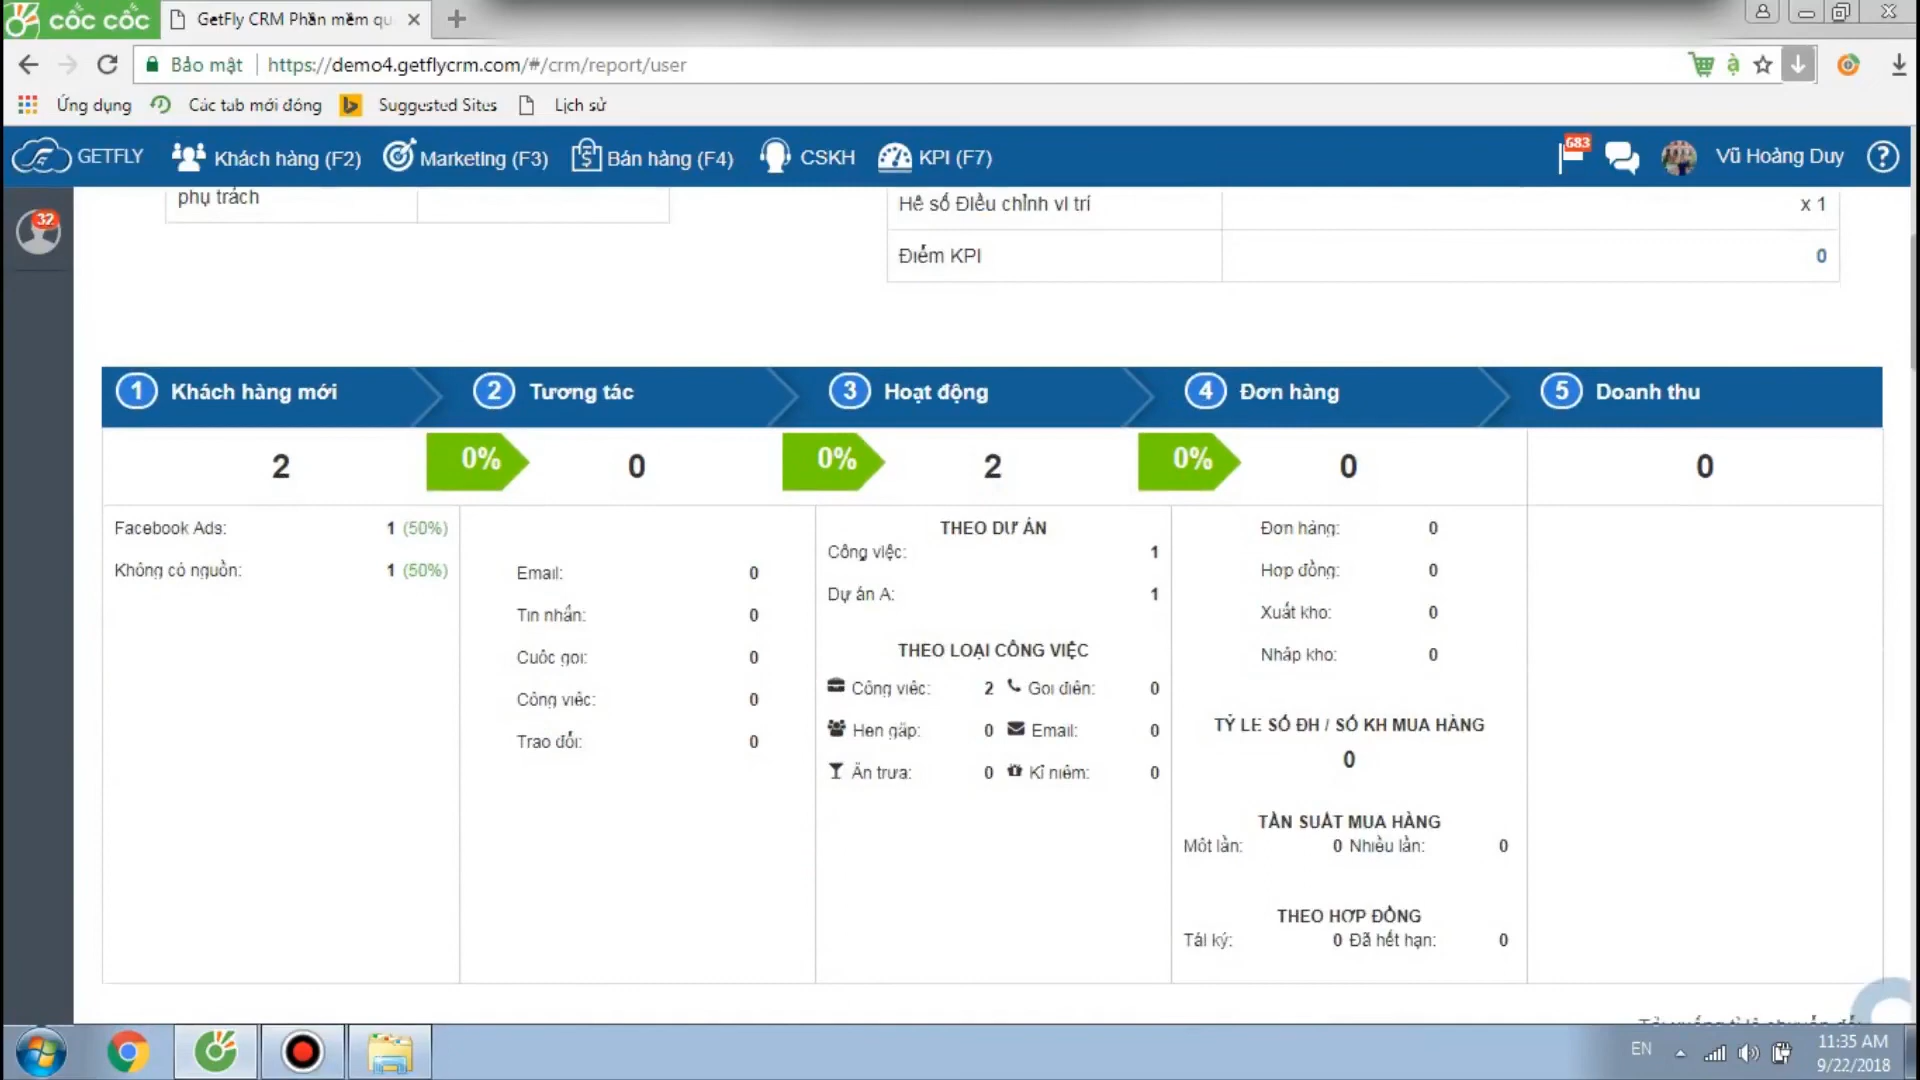 cốc cốc GetFly CRM Phần mềm qu
Bảo mật https://demo4.getflycrm.com/#/crm/report/user
Ứng dụng Các tab mới đóng Suggested Sites Lịch sử
GETFLY Khách hàng (F2) Marketing (F3) Bán hàng (F4) CSKH KPI (F7) 683 Vũ Hoàng Duy ?
32
phụ trách
Hệ số Điều chỉnh vị trí x 1
Điểm KPI 0
1 Khách hàng mới 2 Tương tác 3 Hoạt động 4 Đơn hàng 5 Doanh thu
2 0% 0 0% 2 0% 0 0
Facebook Ads: 1 (50%)
Không có nguồn: 1 (50%)
Email: 0
Tin nhắn: 0
Cuộc gọi: 0
Công việc: 0
Trao đổi: 0
THEO DỰ ÁN
Công việc: 1
Dự án A: 1
THEO LOẠI CÔNG VIỆC
Công việc: 2 Gọi điện: 0
Hẹn gặp: 0 Email: 0
Ăn trưa: 0 Kỉ niệm: 0
Đơn hàng: 0
Hợp đồng: 0
Xuất kho: 0
Nhập kho: 0
TỶ LỆ SỐ ĐH / SỐ KH MUA HÀNG
0
TẦN SUẤT MUA HÀNG
Một lần: 0 Nhiều lần: 0
THEO HỢP ĐỒNG
Tái ký: 0 Đã hết hạn: 0
EN 11:35 AM
9/22/2018